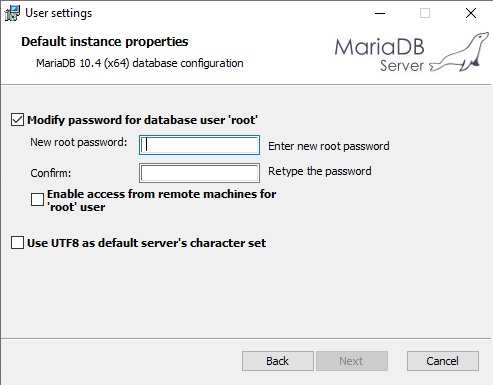 User settings
Default instance properties
MariaDB 10.4 (x64) database configuration
MariaDB
Server
Modify password for database user 'root'
New root password:
Enter new root password
Confirm:
Retype the password
Enable access from remote machines for
'root' user
Use UTF8 as default server's character set
Back
Next
Cancel